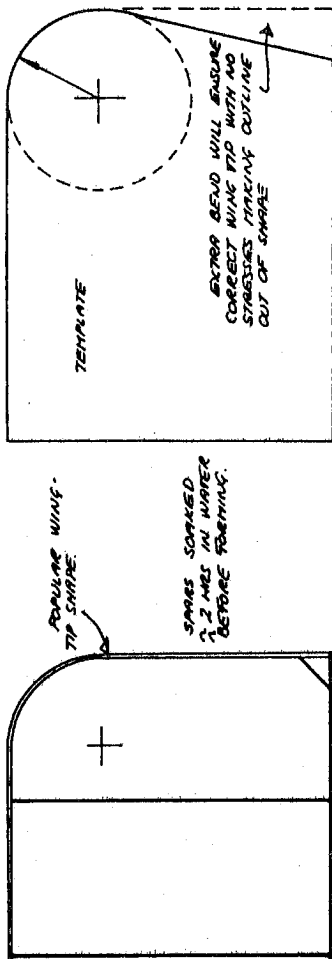 POPULAR WING-
TIP SHAPE.
SPARS SOAKED
~ 2 HRS IN WATER
BEFORE FORMING.
TEMPLATE
EXTRA BEND WILL ENSURE
CORRECT WING TIP WITH NO
STRESSES MAKING OUTLINE
OUT OF SHAPE